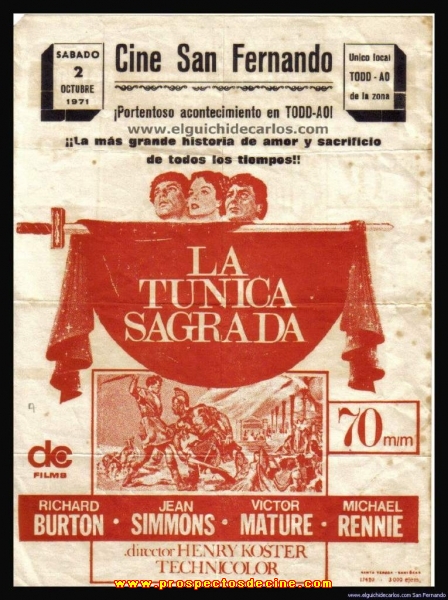 SABADO
2
OCTUBRE
1971
Cine San Fernando
Unico local
TODD-AO
de la zona
¡Portentoso acontecimiento en TODD-AO!
www.elguichidecarlos.com
¡¡La más grande historia de amor y sacrificio
de todos los tiempos!!
LA
TUNICA
SAGRADA
70 m/m
dc
FILMS
RICHARD BURTON · JEAN SIMMONS · VICTOR MATURE · MICHAEL RENNIE
director HENRY KOSTER
TECHNICOLOR
www.prospectosdecine.com
www.elguichidecarlos.com San Fernando